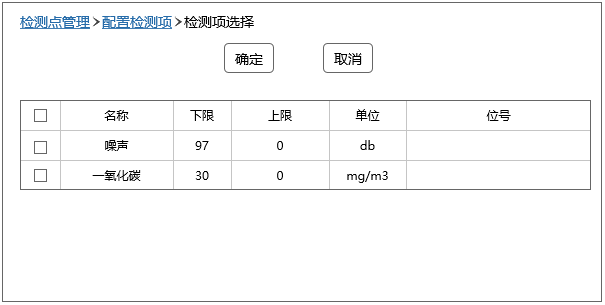 检测点管理>配置检测项>检测项选择
确定 取消
名称 下限 上限 单位 位号
噪声 97 0 db
一氧化碳 30 0 mg/m3